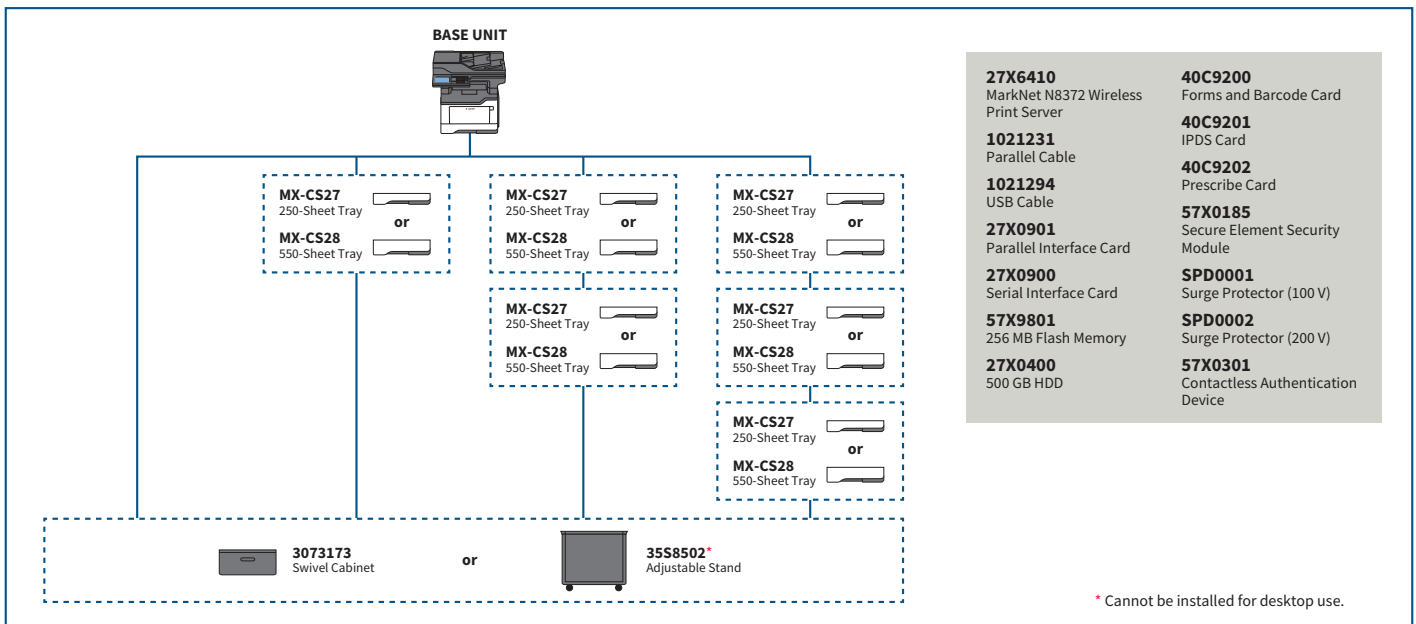 BASE UNIT
MX-CS27
250-Sheet Tray
or
MX-CS28
550-Sheet Tray
MX-CS27
250-Sheet Tray
or
MX-CS28
550-Sheet Tray
MX-CS27
250-Sheet Tray
or
MX-CS28
550-Sheet Tray
MX-CS27
250-Sheet Tray
or
MX-CS28
550-Sheet Tray
MX-CS27
250-Sheet Tray
or
MX-CS28
550-Sheet Tray
MX-CS27
250-Sheet Tray
or
MX-CS28
550-Sheet Tray
3073173
Swivel Cabinet
or
35S8502*
Adjustable Stand
27X6410
MarkNet N8372 Wireless
Print Server
1021231
Parallel Cable
1021294
USB Cable
27X0901
Parallel Interface Card
27X0900
Serial Interface Card
57X9801
256 MB Flash Memory
27X0400
500 GB HDD
40C9200
Forms and Barcode Card
40C9201
IPDS Card
40C9202
Prescribe Card
57X0185
Secure Element Security
Module
SPD0001
Surge Protector (100 V)
SPD0002
Surge Protector (200 V)
57X0301
Contactless Authentication
Device
* Cannot be installed for desktop use.